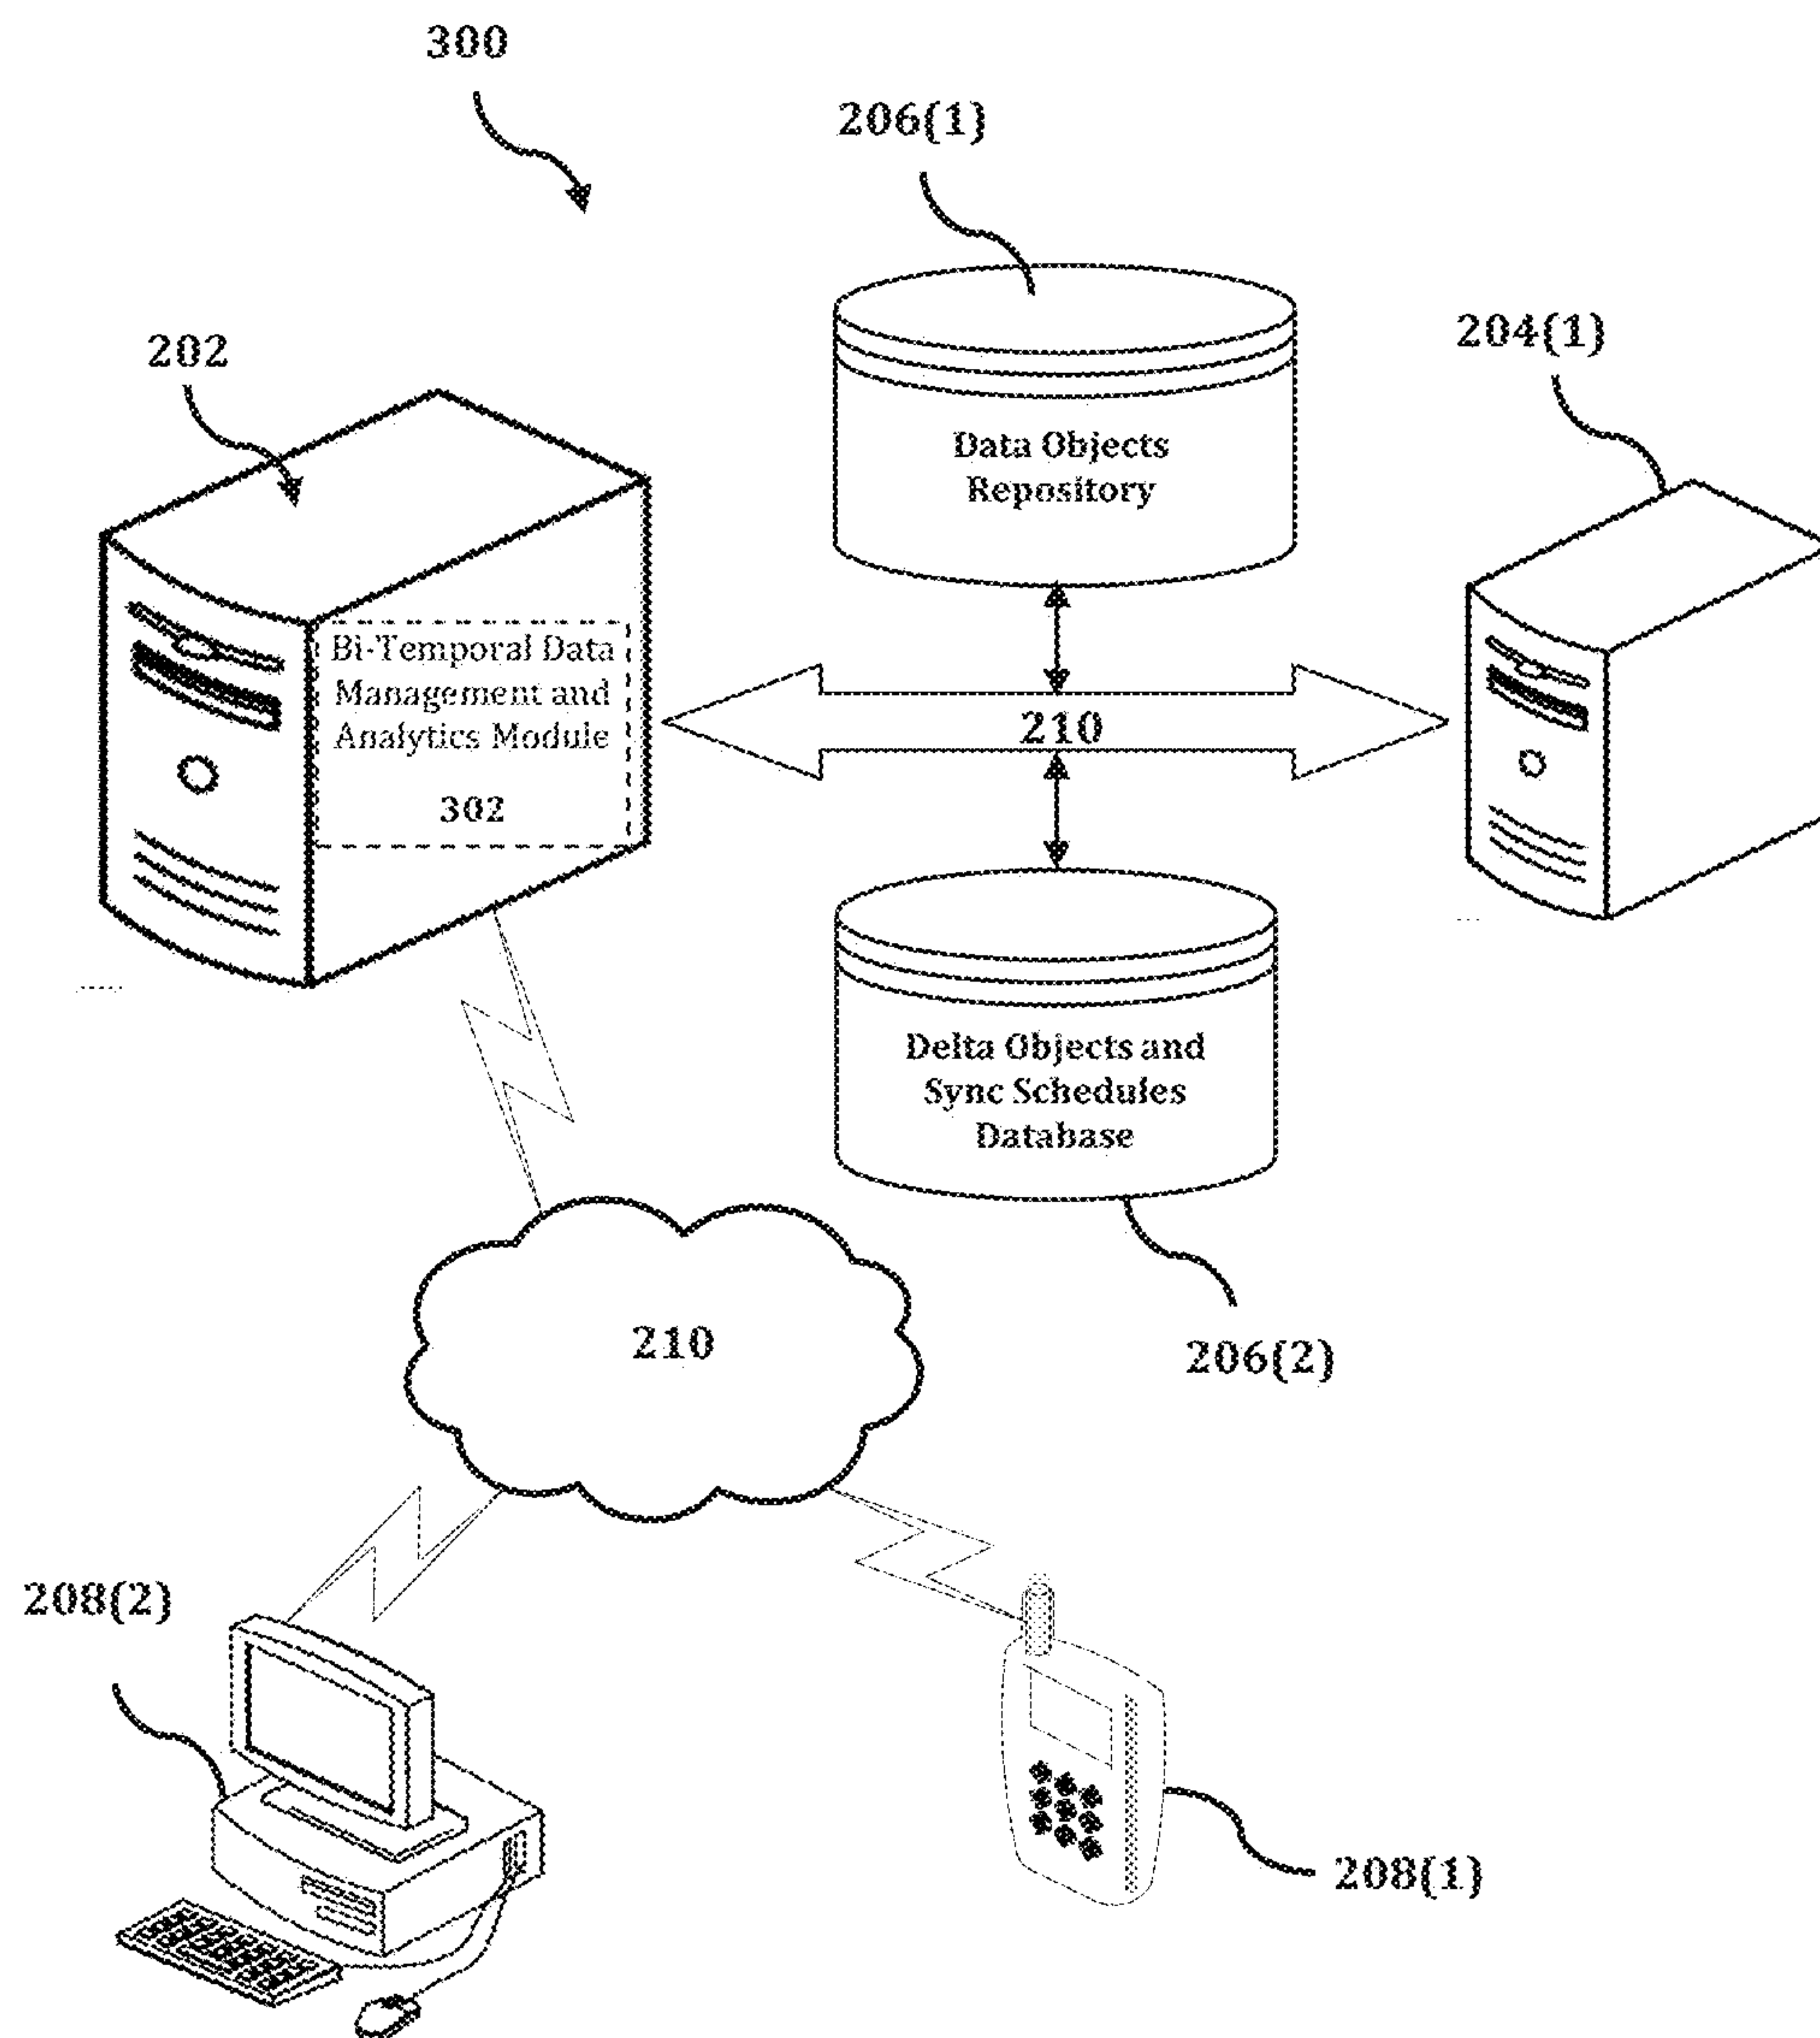 300
206(1)
204(1)
202
Data Objects
Repository
Bi-Temporal Data
Management and
Analytics Module
302
210
Delta Objects and
Sync Schedules
Database
206(2)
210
208(2)
208(1)